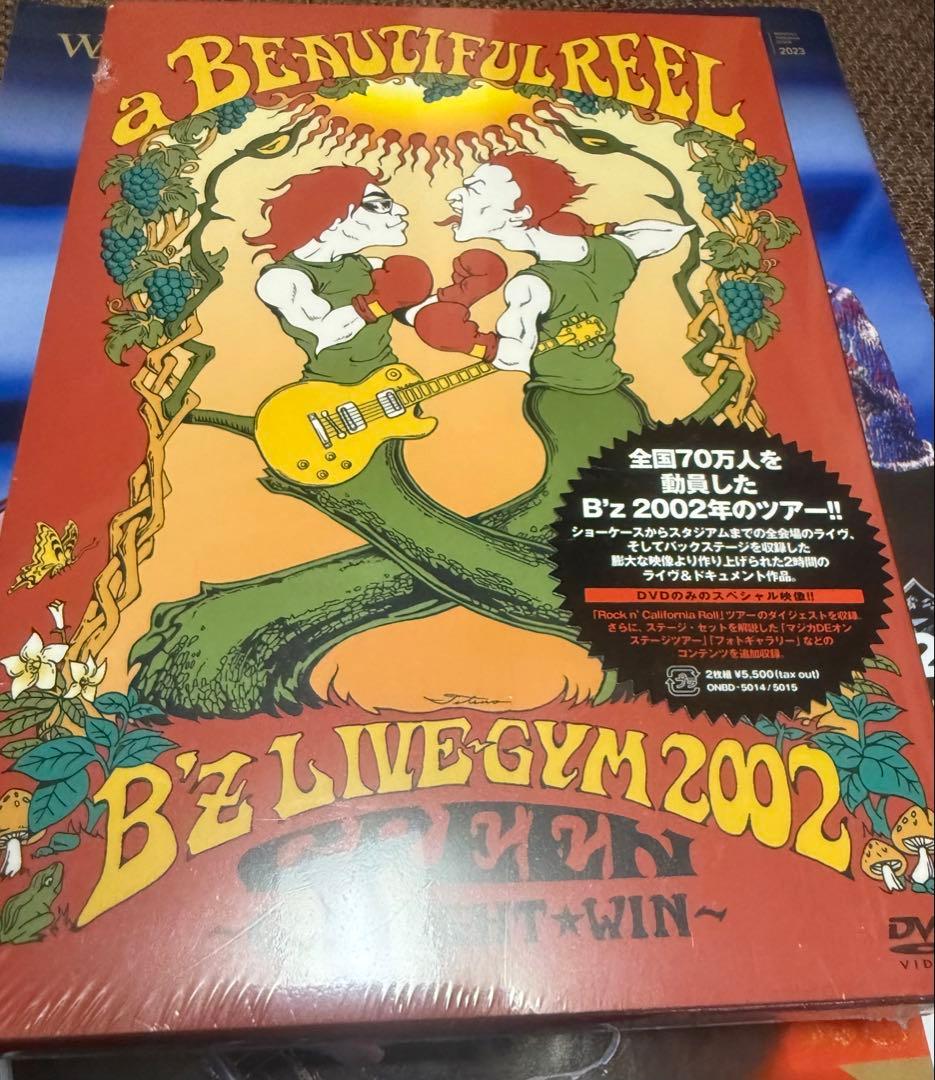 W
2023
a BEAUTIFUL REEL
全国70万人を
動員した
B'z 2002年のツアー!!
ショーケースからスタジアムまでの全会場のライヴ、
そしてバックステージを収録した
膨大な映像より作り上げられた2時間の
ライヴ&ドキュメント作品。
DVDのみのスペシャル映像!!
「Rock n' California Roll」ツアーのダイジェストを収録。
さらに、ステージ・セットを解説した「マジカDEオン
ステージツアー」「フォトギャラリー」などの
コンテンツを追加収録。
プラ
2枚組 ¥5,500(tax out)
ONBD-5014/5015
B'z LIVE-GYM 2002
GREEN
HT★WIN~
DV
VID